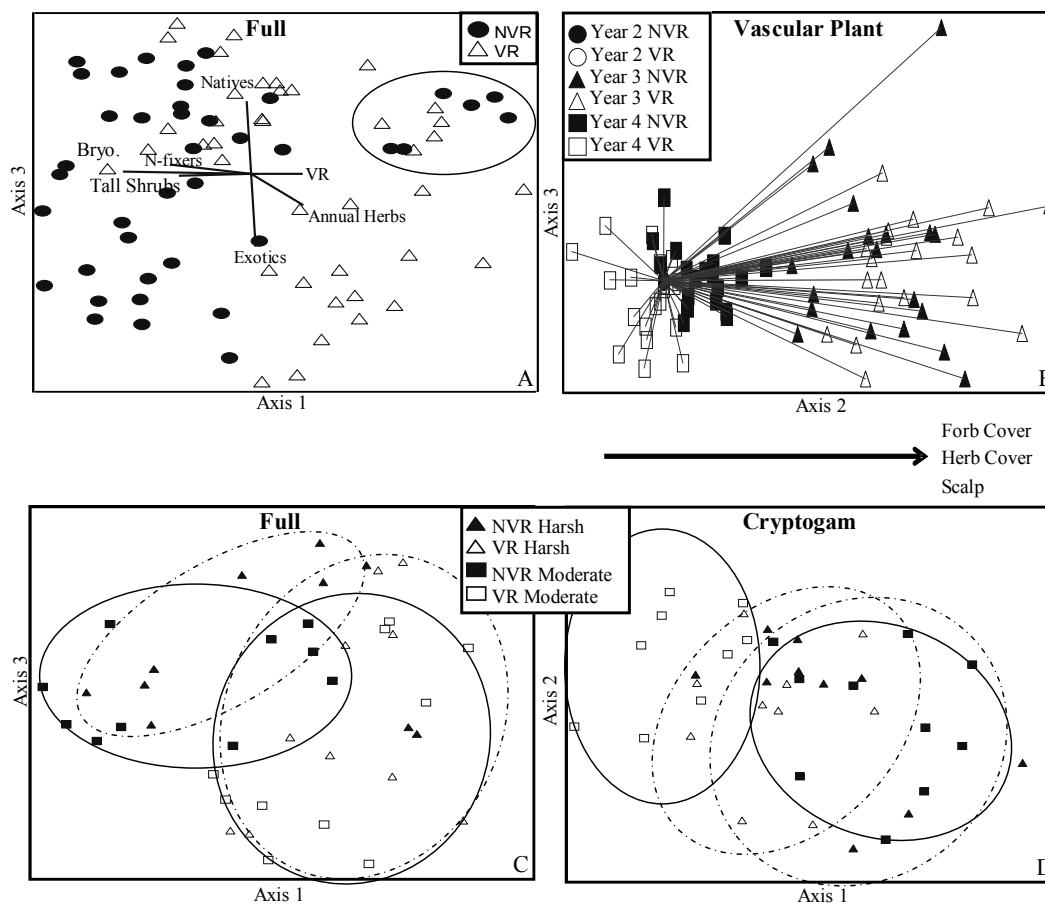 Full
NVR
VR
Natives
Bryo.
N-fixers
Tall Shrubs
VR
Annual Herbs
Exotics
Axis 3
A
Axis 1
Year 2 NVR
Year 2 VR
Year 3 NVR
Year 3 VR
Year 4 NVR
Year 4 VR
Vascular Plant
Axis 3
Axis 2
Forb Cover
Herb Cover
Scalp
Full
NVR Harsh
VR Harsh
NVR Moderate
VR Moderate
Axis 3
C
Axis 1
Cryptogam
Axis 2
D
Axis 1